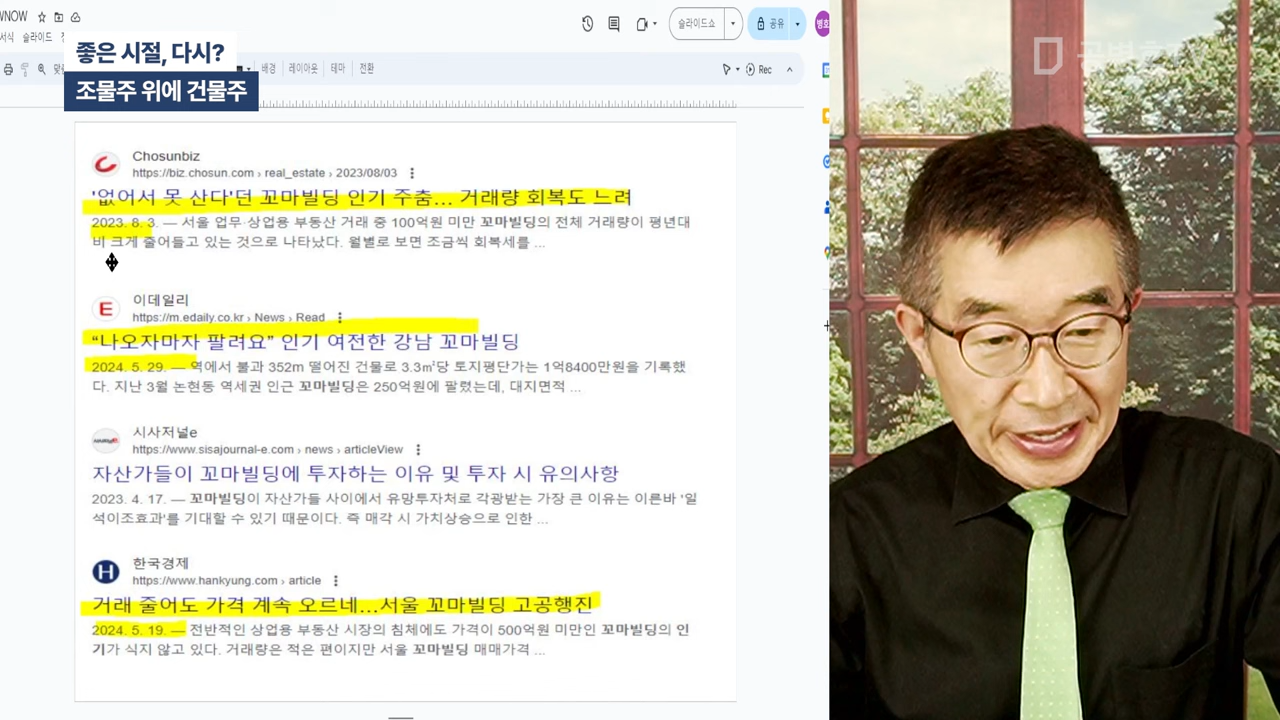 WNOW
서식 슬라이드
슬라이드쇼
공유
병호
좋은 시절, 다시?
조물주 위에 건물주
배경 레이아웃 테마 전환
Rec
공병호TV
Chosunbiz
https://biz.chosun.com › real_estate › 2023/08/03
'없어서 못 산다'던 꼬마빌딩 인기 주춤... 거래량 회복도 느려
2023. 8. 3. — 서울 업무·상업용 부동산 거래 중 100억원 미만 꼬마빌딩의 전체 거래량이 평년대
비 크게 줄어들고 있는 것으로 나타났다. 월별로 보면 조금씩 회복세를 ...
E
이데일리
https://m.edaily.co.kr › News › Read
“나오자마자 팔려요” 인기 여전한 강남 꼬마빌딩
2024. 5. 29. — 역에서 불과 352m 떨어진 건물로 3.3㎡당 토지평단가는 1억8400만원을 기록했
다. 지난 3월 논현동 역세권 인근 꼬마빌딩은 250억원에 팔렸는데, 대지면적 ...
시사저널e
https://www.sisajournal-e.com › news › articleView
자산가들이 꼬마빌딩에 투자하는 이유 및 투자 시 유의사항
2023. 4. 17. — 꼬마빌딩이 자산가들 사이에서 유망투자처로 각광받는 가장 큰 이유는 이른바 '일
석이조효과'를 기대할 수 있기 때문이다. 즉 매각 시 가치상승으로 인한 ...
H
한국경제
https://www.hankyung.com › article
거래 줄어도 가격 계속 오르네...서울 꼬마빌딩 고공행진
2024. 5. 19. — 전반적인 상업용 부동산 시장의 침체에도 가격이 500억원 미만인 꼬마빌딩의 인
기가 식지 않고 있다. 거래량은 적은 편이지만 서울 꼬마빌딩 매매가격 ...